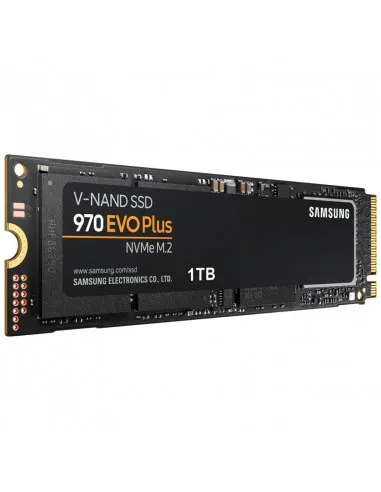 V-NAND SSD
970 EVO Plus
NVMe M.2
www.samsung.com/ssd
SAMSUNG ELECTRONICS CO., LTD.
1TB
SAMSUNG